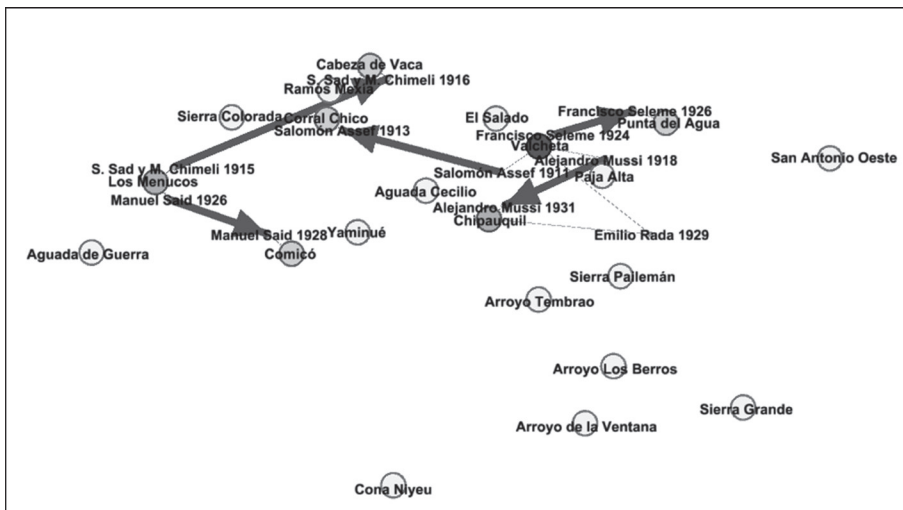 Cabeza de Vaca
S. Sad y M. Chimeli 1916
Ramos Mexía
Sierra Colorada
Corral Chico
Salomón Assef 1913
El Salado
Francisco Seleme 1926
Punta del Agua
Francisco Seleme 1924
Valcheta
Alejandro Mussi 1918
San Antonio Oeste
S. Sad y M. Chimeli 1915
Los Menucos
Salomón Assef 1911
Paja Alta
Aguada Cecilio
Manuel Said 1926
Alejandro Mussi 1931
Chipauquil
Manuel Said 1928
Yaminué
Emilio Rada 1929
Aguada de Guerra
Comicó
Sierra Pailemán
Arroyo Tembrao
Arroyo Los Berros
Sierra Grande
Arroyo de la Ventana
Cona Niyeu